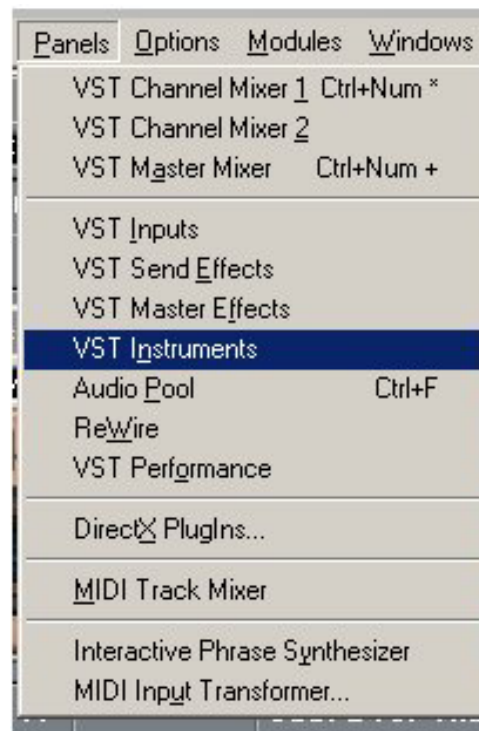 Panels Options Modules Windows
VST Channel Mixer 1 Ctrl+Num *
VST Channel Mixer 2
VST Master Mixer Ctrl+Num +
VST Inputs
VST Send Effects
VST Master Effects
VST Instruments
Audio Pool Ctrl+F
ReWire
VST Performance
DirectX PlugIns...
MIDI Track Mixer
Interactive Phrase Synthesizer
MIDI Input Transformer...